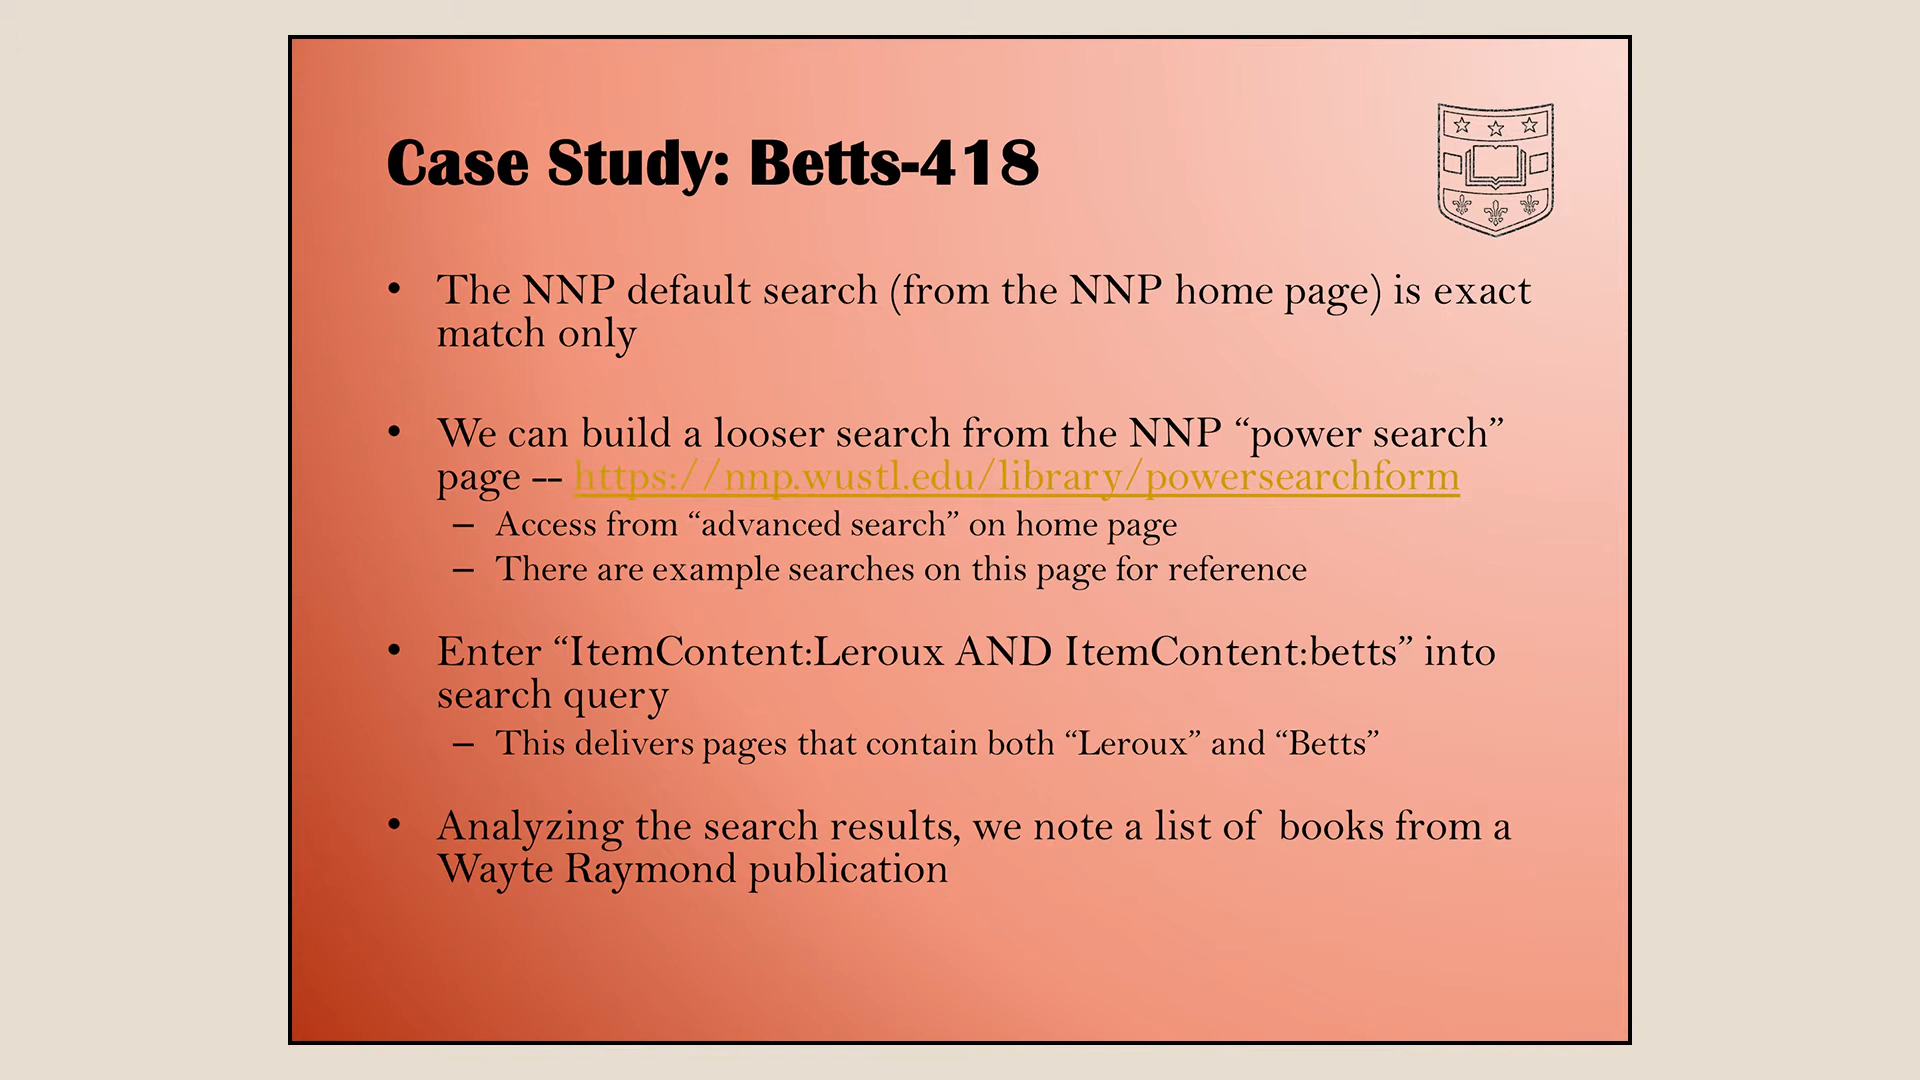 Case Study: Betts-418
• The NNP default search (from the NNP home page) is exact
match only
• We can build a looser search from the NNP “power search”
page -- https://nnp.wustl.edu/library/powersearchform
– Access from “advanced search” on home page
– There are example searches on this page for reference
• Enter “ItemContent:Leroux AND ItemContent:betts” into
search query
– This delivers pages that contain both “Leroux” and “Betts”
• Analyzing the search results, we note a list of  books from a
Wayte Raymond publication